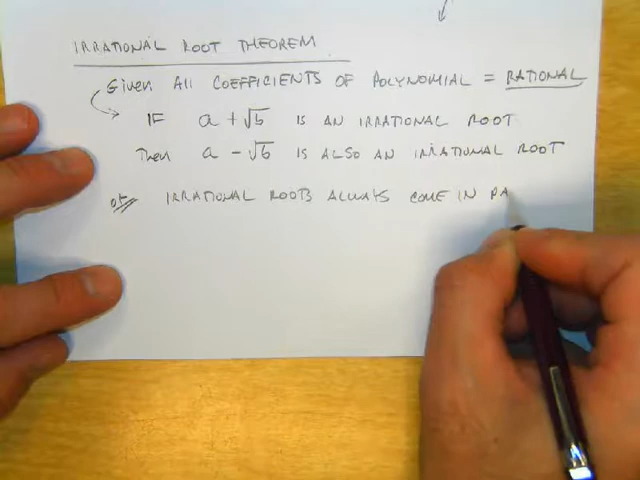 IRRATIONAL ROOT THEOREM
Given All COEFFICIENTS OF POLYNOMIAL = RATIONAL
IF a + √b IS AN IRRATIONAL ROOT
Then a - √b IS ALSO AN IRRATIONAL ROOT
or IRRATIONAL ROOTS ALWAYS COME IN PA